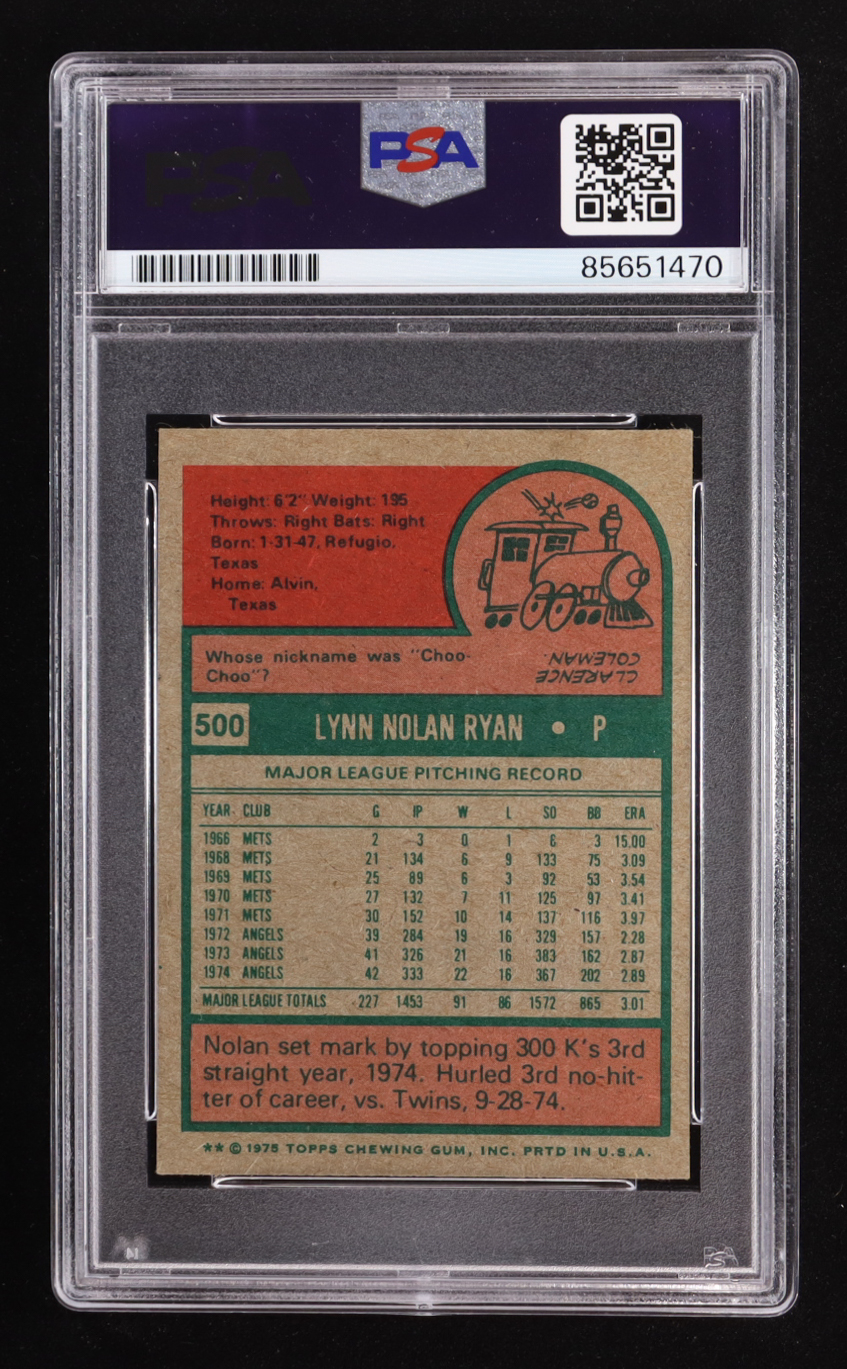 PSA
PSA
85651470
Height: 6'2" Weight: 195
Throws: Right Bats: Right
Born: 1-31-47, Refugio,
Texas
Home: Alvin,
Texas
Whose nickname was "Choo-
Choo"?
CLARENCE
COLEMAN.
500 LYNN NOLAN RYAN • P
MAJOR LEAGUE PITCHING RECORD
YEAR CLUB G IP W L SO BB ERA
1966 METS 2 3 0 1 6 3 15.00
1968 METS 21 134 6 9 133 75 3.09
1969 METS 25 89 6 3 92 53 3.54
1970 METS 27 132 7 11 125 97 3.41
1971 METS 30 152 10 14 137 116 3.97
1972 ANGELS 39 284 19 16 329 157 2.28
1973 ANGELS 41 326 21 16 383 162 2.87
1974 ANGELS 42 333 22 16 367 202 2.89
MAJOR LEAGUE TOTALS 227 1453 91 86 1572 865 3.01
Nolan set mark by topping 300 K's 3rd
straight year, 1974. Hurled 3rd no-hit-
ter of career, vs. Twins, 9-28-74.
** © 1975 TOPPS CHEWING GUM, INC. PRTD IN U.S.A.
PSA